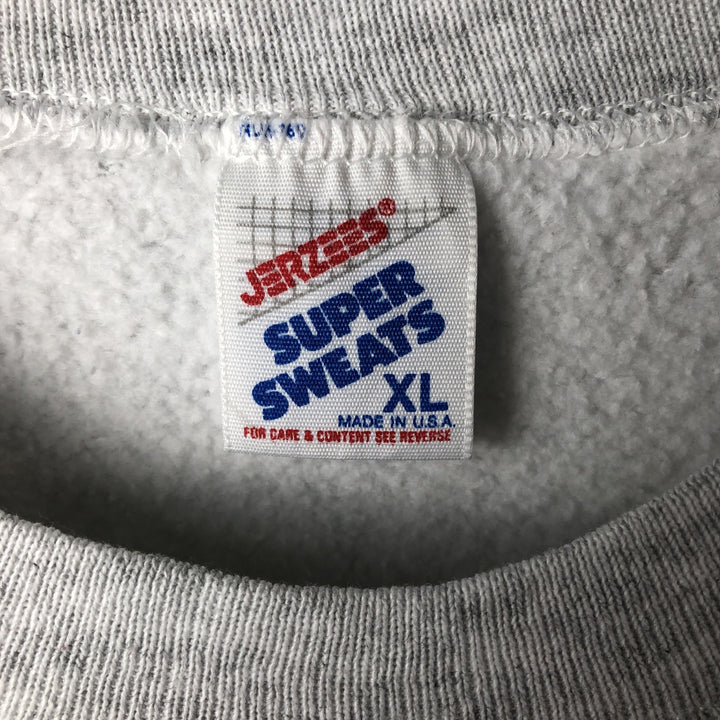 JERZEES®
SUPER
SWEATS
XL
MADE IN U.S.A
FOR CARE & CONTENT SEE REVERSE